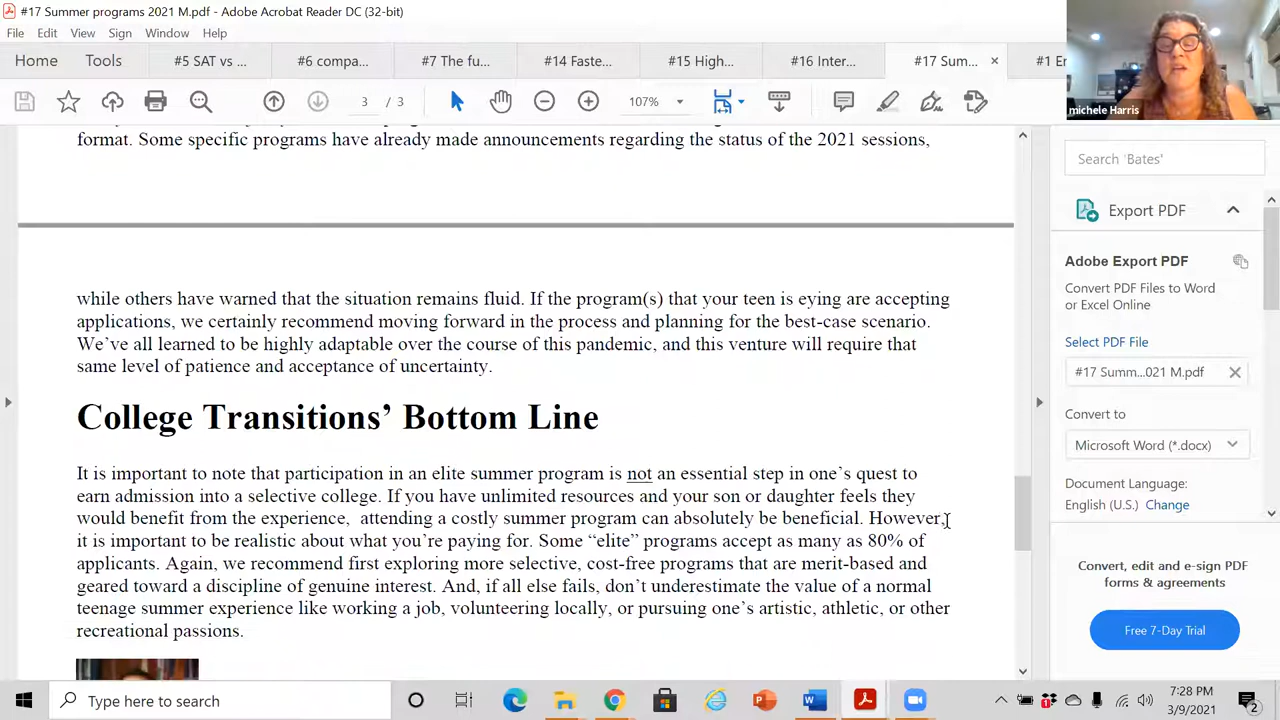 #17 Summer programs 2021 M.pdf - Adobe Acrobat Reader DC (32-bit)
File Edit View Sign Window Help
Home Tools #5 SAT vs ... #6 compa... #7 The fu... #14 Faste... #15 High... #16 Inter... #17 Sum... × #1 En
3 / 3 107%
michele Harris
format. Some specific programs have already made announcements regarding the status of the 2021 sessions,
while others have warned that the situation remains fluid. If the program(s) that your teen is eying are accepting
applications, we certainly recommend moving forward in the process and planning for the best-case scenario.
We've all learned to be highly adaptable over the course of this pandemic, and this venture will require that
same level of patience and acceptance of uncertainty.
College Transitions' Bottom Line
It is important to note that participation in an elite summer program is not an essential step in one's quest to
earn admission into a selective college. If you have unlimited resources and your son or daughter feels they
would benefit from the experience,  attending a costly summer program can absolutely be beneficial. However,
it is important to be realistic about what you're paying for. Some “elite” programs accept as many as 80% of
applicants. Again, we recommend first exploring more selective, cost-free programs that are merit-based and
geared toward a discipline of genuine interest. And, if all else fails, don't underestimate the value of a normal
teenage summer experience like working a job, volunteering locally, or pursuing one's artistic, athletic, or other
recreational passions.
Search 'Bates'
Export PDF
Adobe Export PDF
Convert PDF Files to Word
or Excel Online
Select PDF File
#17 Summ...021 M.pdf
Convert to
Microsoft Word (*.docx)
Document Language:
English (U.S.) Change
Convert, edit and e-sign PDF
forms & agreements
Free 7-Day Trial
Type here to search
7:28 PM
3/9/2021
2